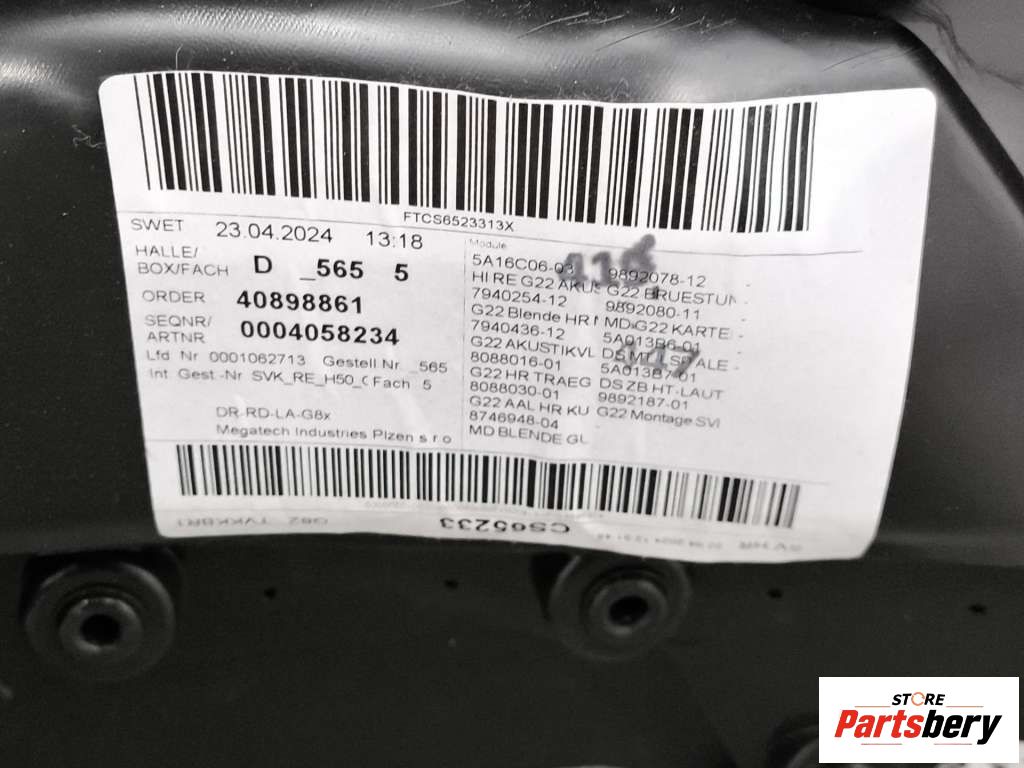 FTCS6523313X
SWET 23.04.2024 13:18
HALLE/
BOX/FACH D _565 5
ORDER 40898861
SEQNR/
ARTNR 0004058234
Lfd Nr 0001062713 Gestell Nr _565
Int. Gest -Nr SVK_RE_H50_ Fach 5
DR-RD-LA-G8x
Megatech Industries Plzen s r o
Module
5A16C06-03 9892078-12 -
HI RE G22 AKUS G22 BRUESTUN -
7940254-12 9892080-11
G22 Blende HR MD G22 KARTE -
7940436-12 5A013B6-01
G22 AKUSTIKVL DS MT ALE -
8088016-01 5A013B7-01
G22 HR TRAEG DS ZB HT-LAUT
8088030-01 9892187-01
G22 AAL HR KU G22 Montage SVI
8746948-04
MD BLENDE GU
CS65233
G82 TVKKBR1
STORE
Partsbery